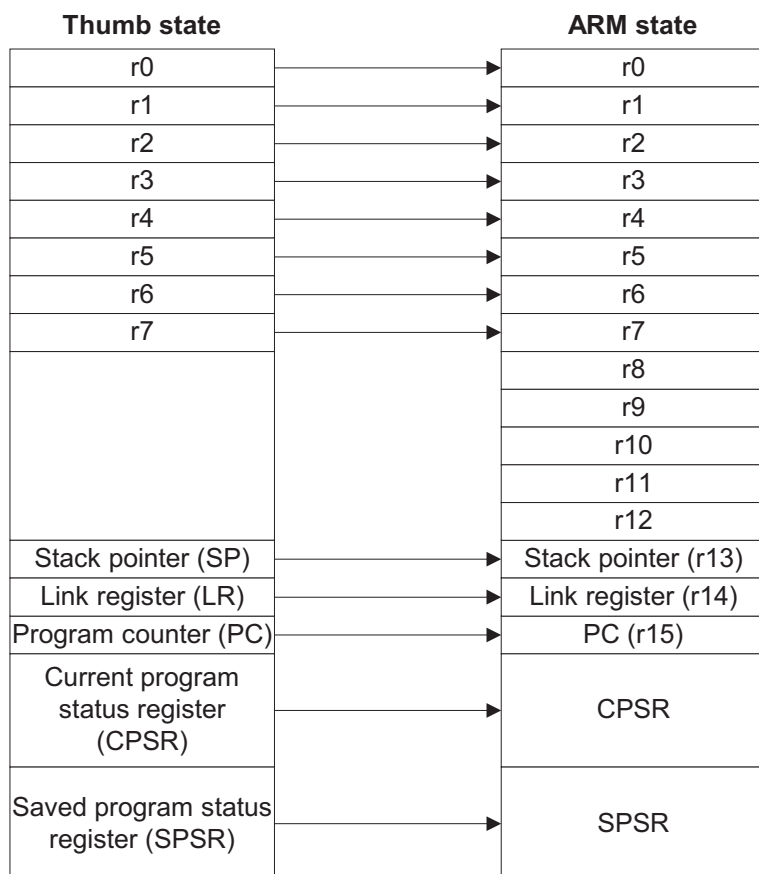 Thumb state ARM state
r0 r0
r1 r1
r2 r2
r3 r3
r4 r4
r5 r5
r6 r6
r7 r7
r8
r9
r10
r11
r12
Stack pointer (SP) Stack pointer (r13)
Link register (LR) Link register (r14)
Program counter (PC) PC (r15)
Current program
status register
(CPSR)
CPSR
Saved program status
register (SPSR)
SPSR